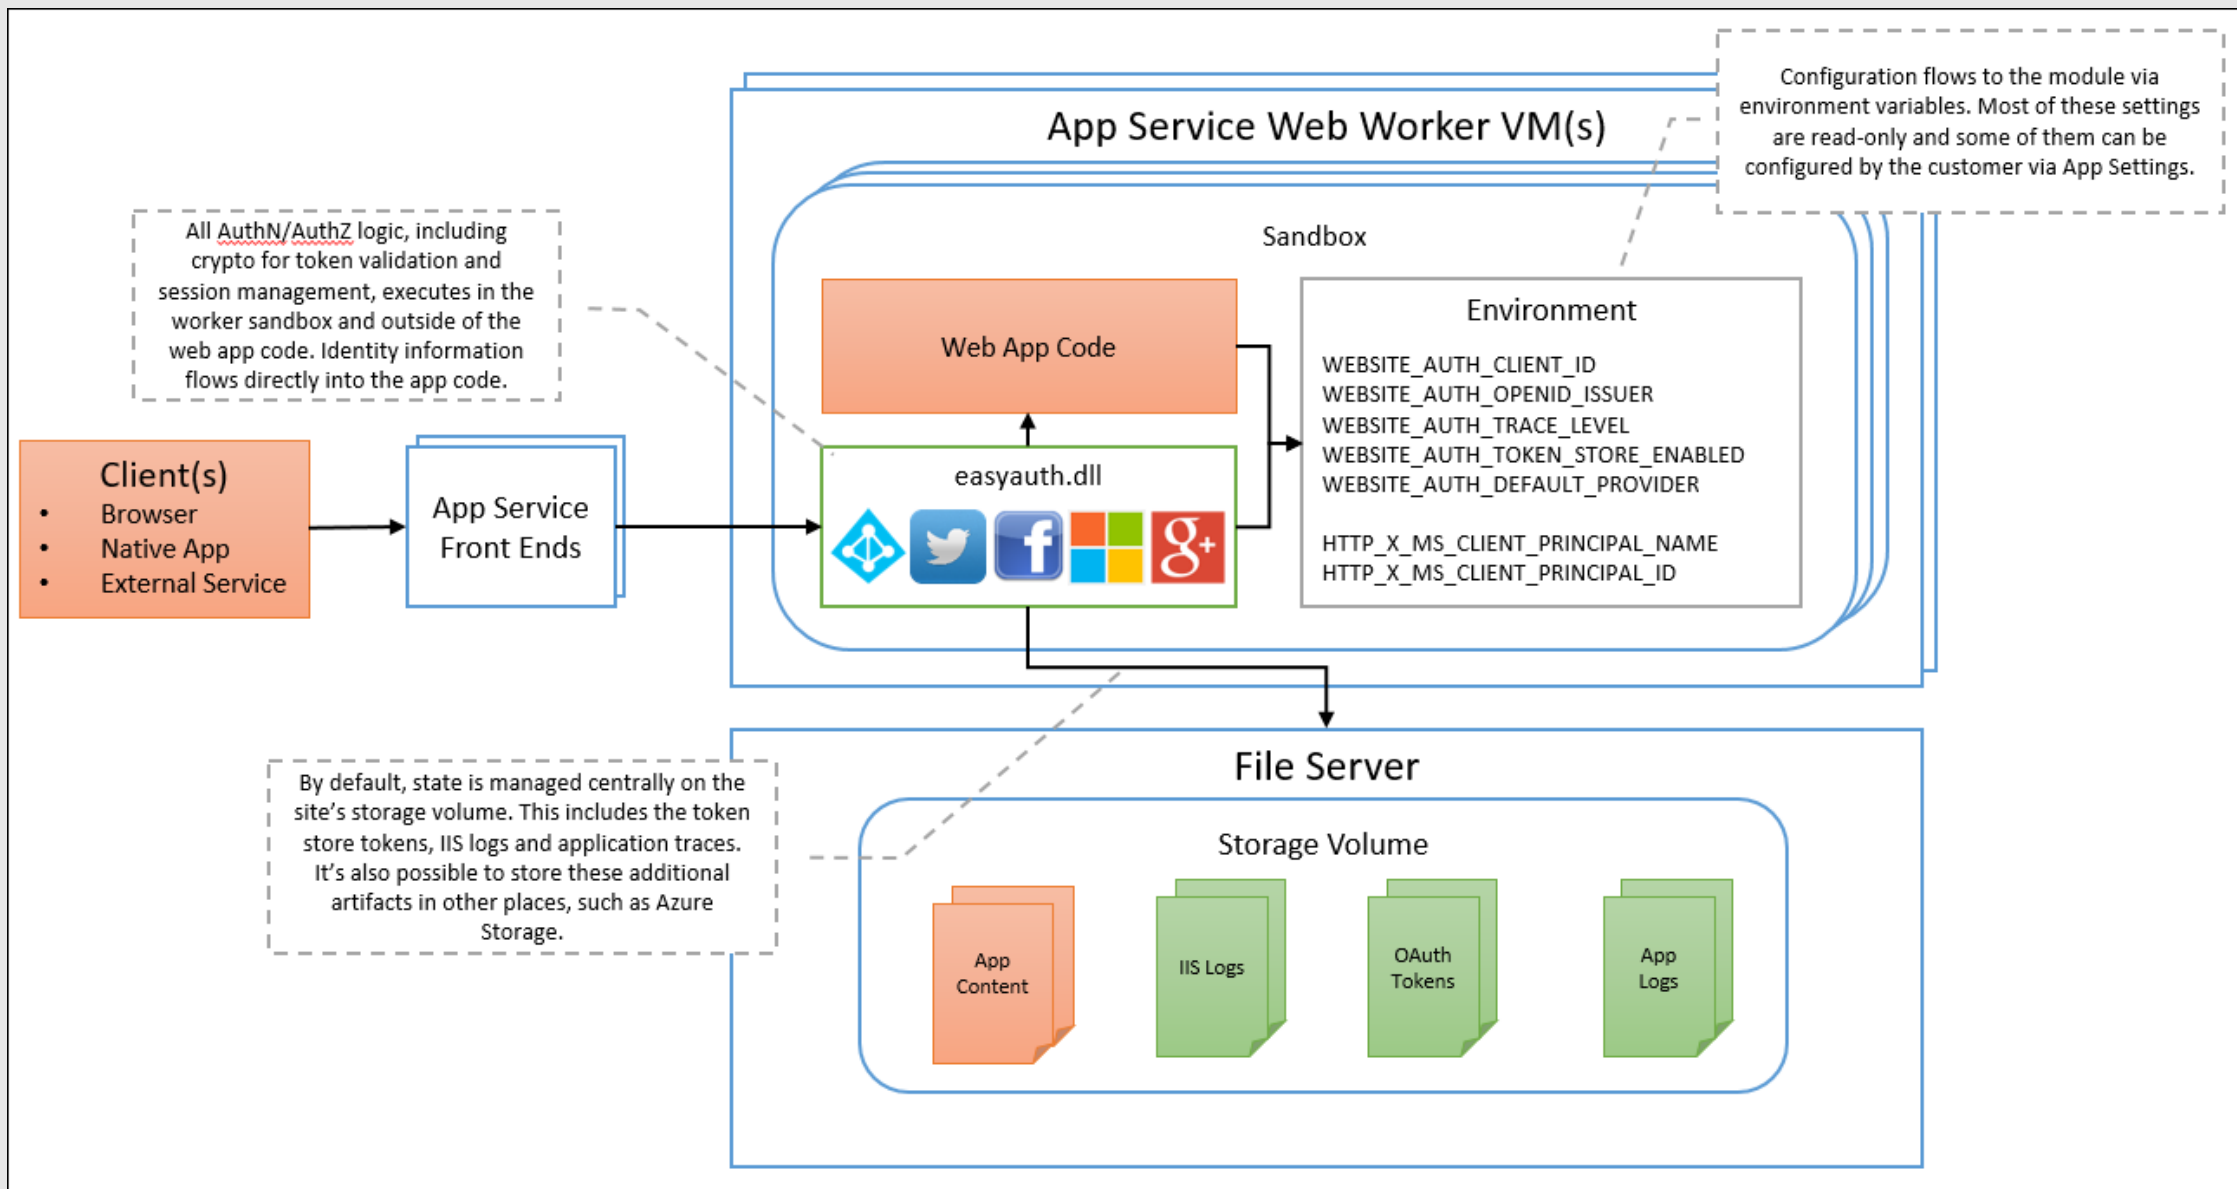 Configuration flows to the module via
environment variables. Most of these settings
are read-only and some of them can be
configured by the customer via App Settings.
App Service Web Worker VM(s)
Sandbox
All AuthN/AuthZ logic, including
crypto for token validation and
session management, executes in the
worker sandbox and outside of the
web app code. Identity information
flows directly into the app code.
Web App Code
Environment
WEBSITE_AUTH_CLIENT_ID
WEBSITE_AUTH_OPENID_ISSUER
WEBSITE_AUTH_TRACE_LEVEL
WEBSITE_AUTH_TOKEN_STORE_ENABLED
WEBSITE_AUTH_DEFAULT_PROVIDER
HTTP_X_MS_CLIENT_PRINCIPAL_NAME
HTTP_X_MS_CLIENT_PRINCIPAL_ID
Client(s)
• Browser
• Native App
• External Service
App Service
Front Ends
easyauth.dll
f
g+
By default, state is managed centrally on the
site’s storage volume. This includes the token
store tokens, IIS logs and application traces.
It’s also possible to store these additional
artifacts in other places, such as Azure
Storage.
File Server
Storage Volume
App
Content
IIS Logs
OAuth
Tokens
App
Logs